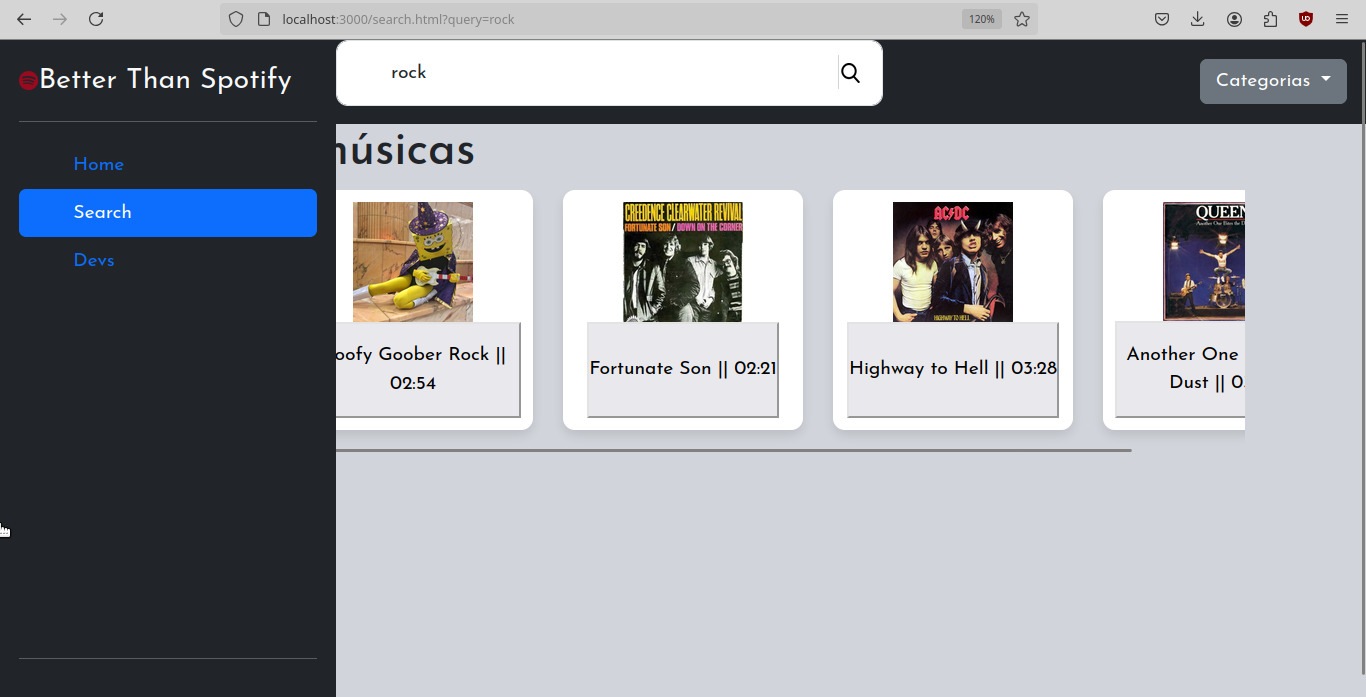 localhost:3000/search.html?query=rock
120%
Better Than Spotify
rock
Categorias
Home
Search
Devs
músicas
CREEDENCE CLEARWATER REVIVAL
FORTUNATE SON / DOWN ON THE CORNER
AC/DC
HIGHWAY TO HELL
QUEEN
oofy Goober Rock ||
02:54
Fortunate Son || 02:21
Highway to Hell || 03:28
Another One
Dust || 0